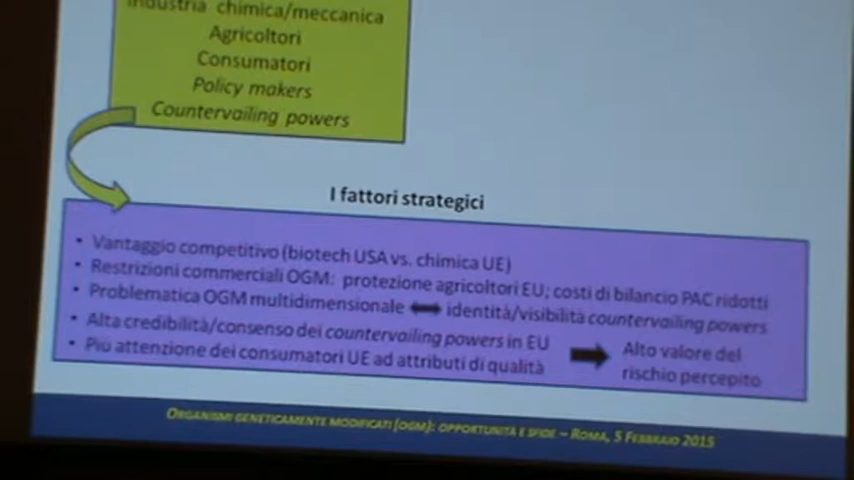 Industria chimica/meccanica
Agricoltori
Consumatori
Policy makers
Countervailing powers
I fattori strategici
• Vantaggio competitivo (biotech USA vs. chimica UE)
• Restrizioni commerciali OGM: protezione agricoltori EU; costi di bilancio PAC ridotti
• Problematica OGM multidimensionale ⟷ identità/visibilità countervailing powers
• Alta credibilità/consenso dei countervailing powers in EU
• Più attenzione dei consumatori UE ad attributi di qualità
Alto valore del
rischio percepito
ORGANISMI GENETICAMENTE MODIFICATI (OGM): OPPORTUNITÀ E SFIDE – ROMA, 5 FEBBRAIO 2015